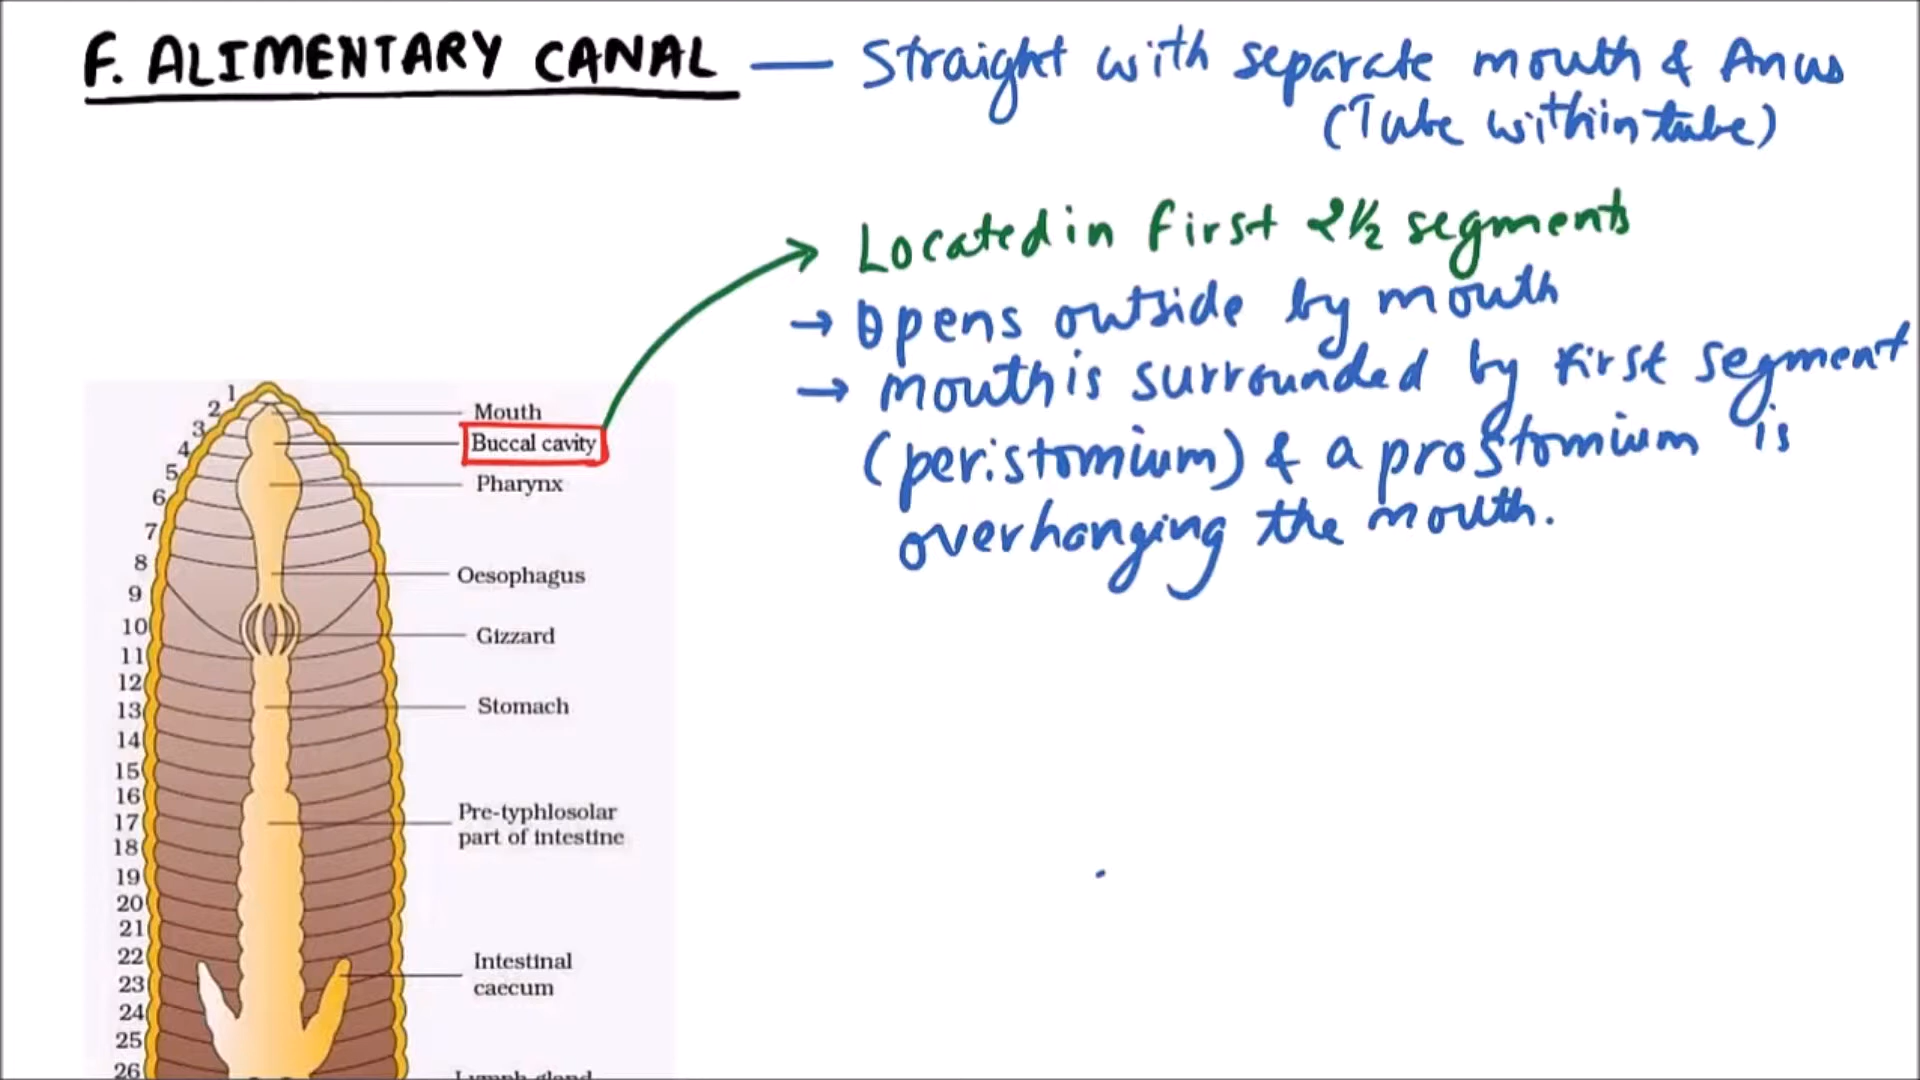 F. ALIMENTARY CANAL — Straight with separate mouth & Anus
(Tube within tube)
Located in first 2½ segments
→ Opens outside by mouth
→ mouth is surrounded by first segment
(peristomium) & a prostomium is
overhanging the mouth.
1
2
3
4
5
6
7
8
9
10
11
12
13
14
15
16
17
18
19
20
21
22
23
24
25
26
Mouth
Buccal cavity
Pharynx
Oesophagus
Gizzard
Stomach
Pre-typhlosolar
part of intestine
Intestinal
caecum
Lymph gland